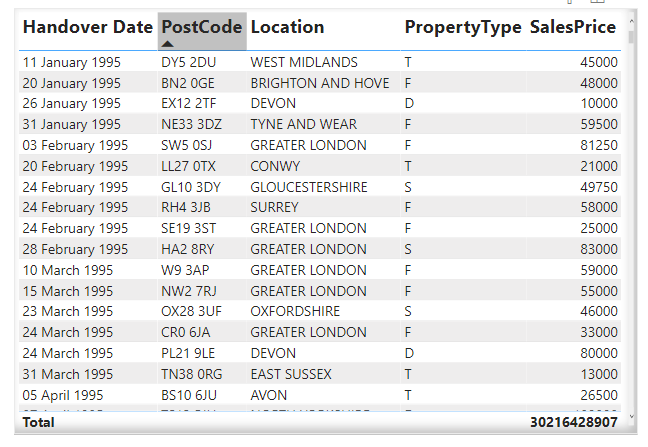 Handover Date PostCode Location PropertyType SalesPrice
11 January 1995 DY5 2DU WEST MIDLANDS T 45000
20 January 1995 BN2 0GE BRIGHTON AND HOVE F 48000
26 January 1995 EX12 2TF DEVON D 10000
31 January 1995 NE33 3DZ TYNE AND WEAR F 59500
03 February 1995 SW5 0SJ GREATER LONDON F 81250
20 February 1995 LL27 0TX CONWY T 21000
24 February 1995 GL10 3DY GLOUCESTERSHIRE S 49750
24 February 1995 RH4 3JB SURREY F 58000
24 February 1995 SE19 3ST GREATER LONDON F 25000
28 February 1995 HA2 8RY GREATER LONDON S 83000
10 March 1995 W9 3AP GREATER LONDON F 59000
15 March 1995 NW2 7RJ GREATER LONDON F 55000
23 March 1995 OX28 3UF OXFORDSHIRE S 46000
24 March 1995 CR0 6JA GREATER LONDON F 33000
24 March 1995 PL21 9LE DEVON D 80000
31 March 1995 TN38 0RG EAST SUSSEX T 13000
05 April 1995 BS10 6JU AVON T 26500
Total 30216428907